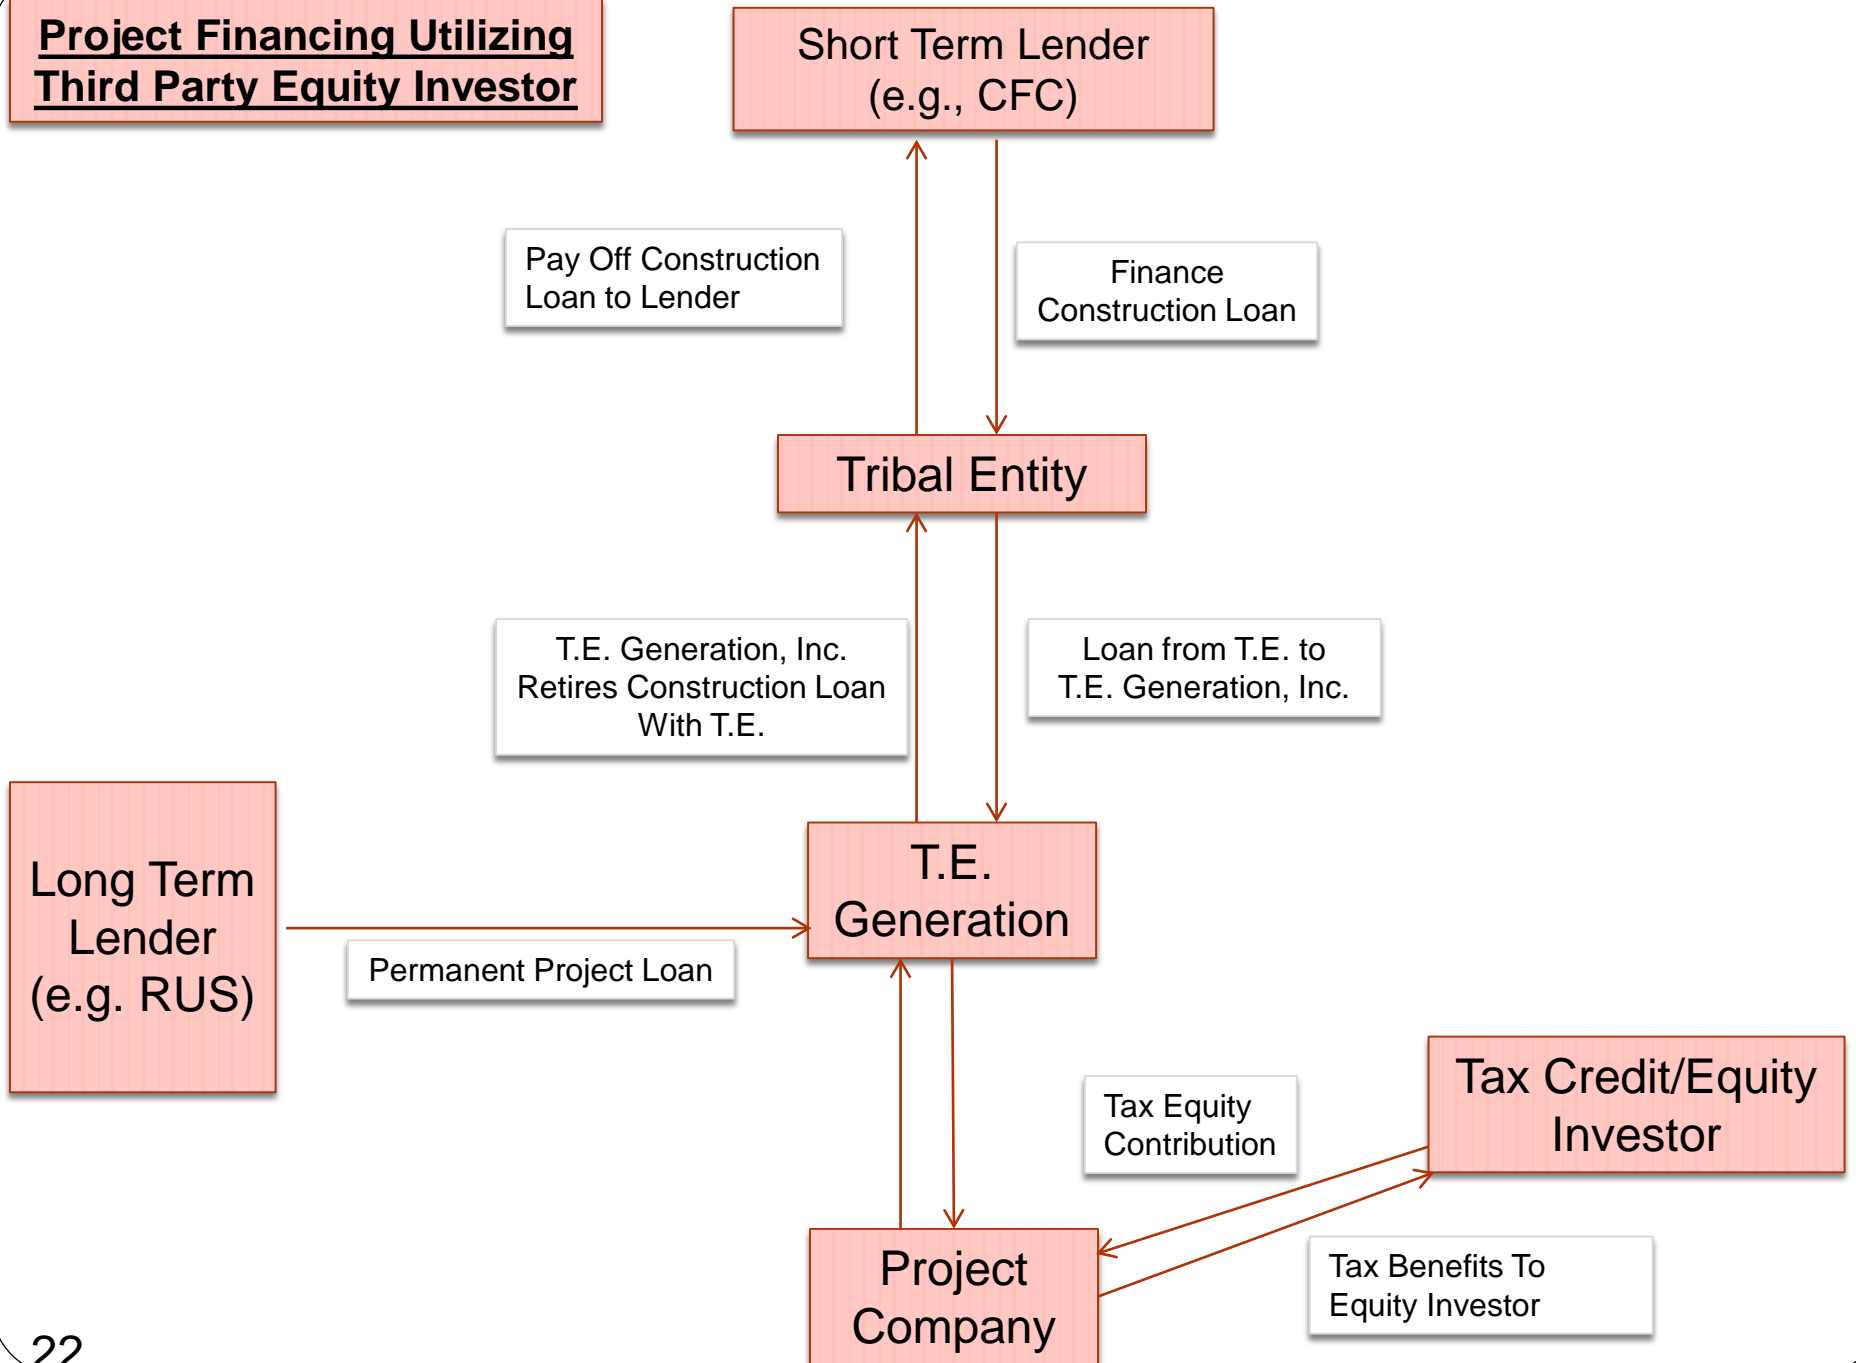 Project Financing Utilizing
Third Party Equity Investor
Short Term Lender
(e.g., CFC)
Pay Off Construction
Loan to Lender
Finance
Construction Loan
Tribal Entity
T.E. Generation, Inc.
Retires Construction Loan
With T.E.
Loan from T.E. to
T.E. Generation, Inc.
Long Term
Lender
(e.g. RUS)
Permanent Project Loan
T.E.
Generation
Tax Equity
Contribution
Tax Credit/Equity
Investor
Project
Company
Tax Benefits To
Equity Investor
22